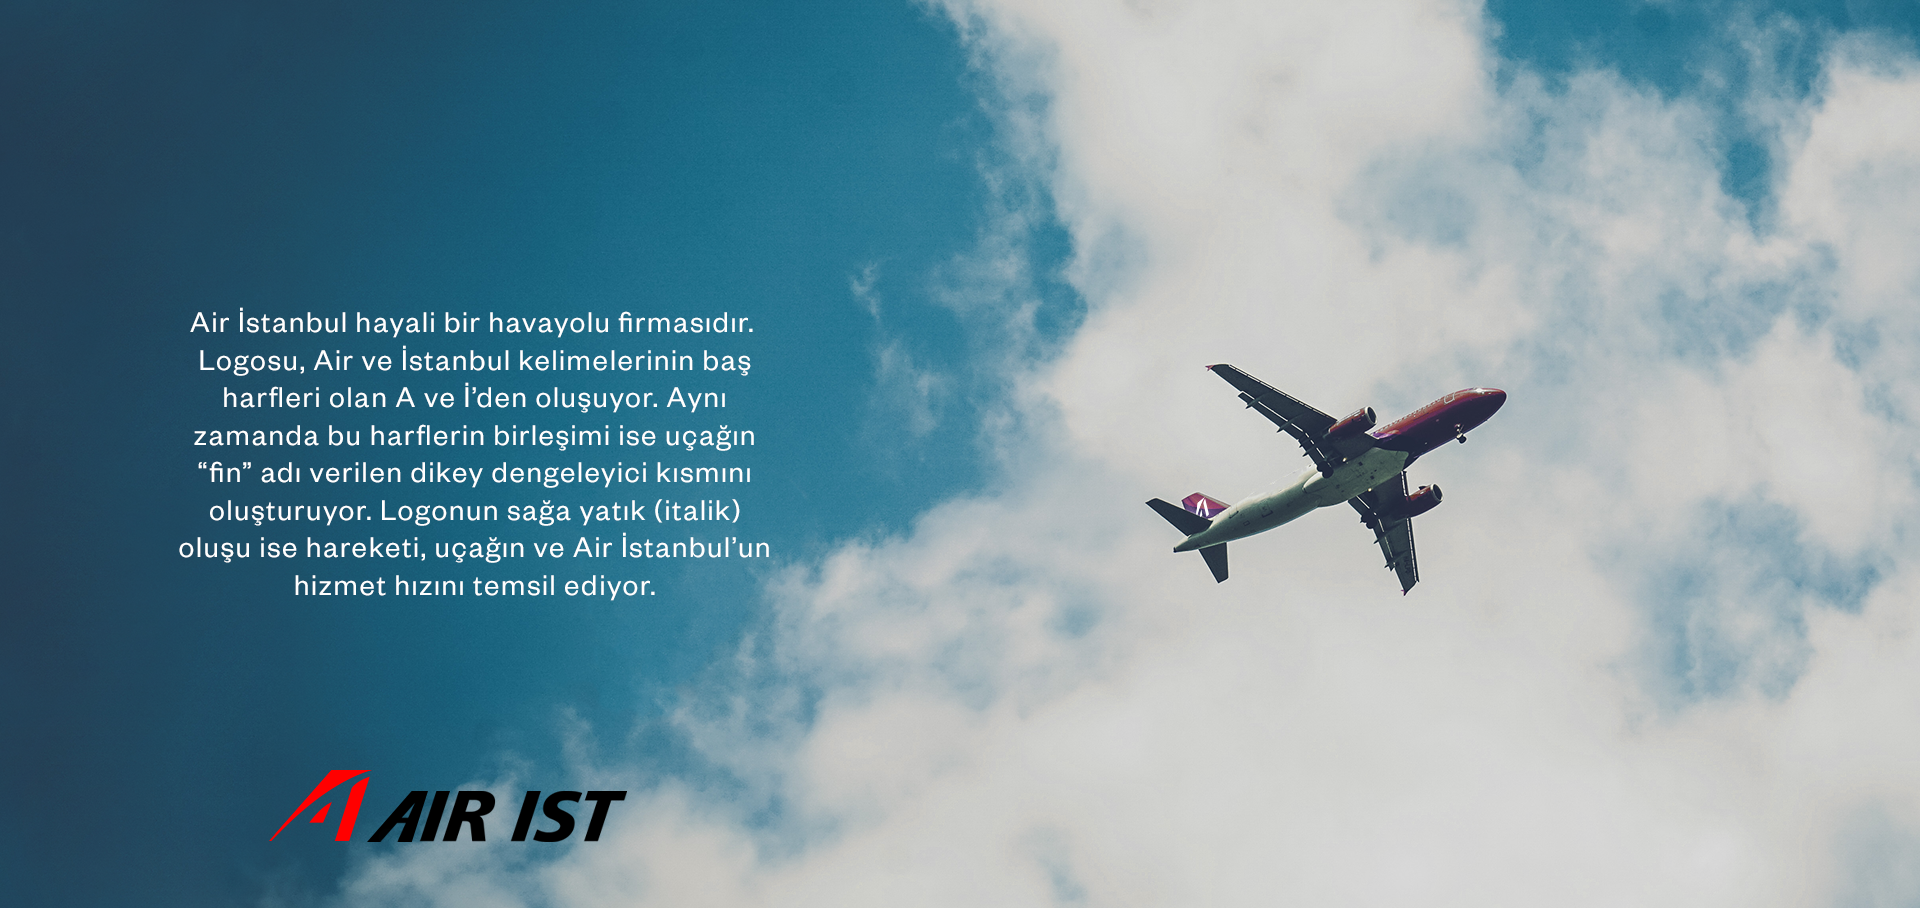 Air İstanbul hayali bir havayolu firmasıdır.
Logosu, Air ve İstanbul kelimelerinin baş
harfleri olan A ve İ’den oluşuyor. Aynı
zamanda bu harflerin birleşimi ise uçağın
“fin” adı verilen dikey dengeleyici kısmını
oluşturuyor. Logonun sağa yatık (italik)
oluşu ise hareketi, uçağın ve Air İstanbul’un
hizmet hızını temsil ediyor.
AIR IST